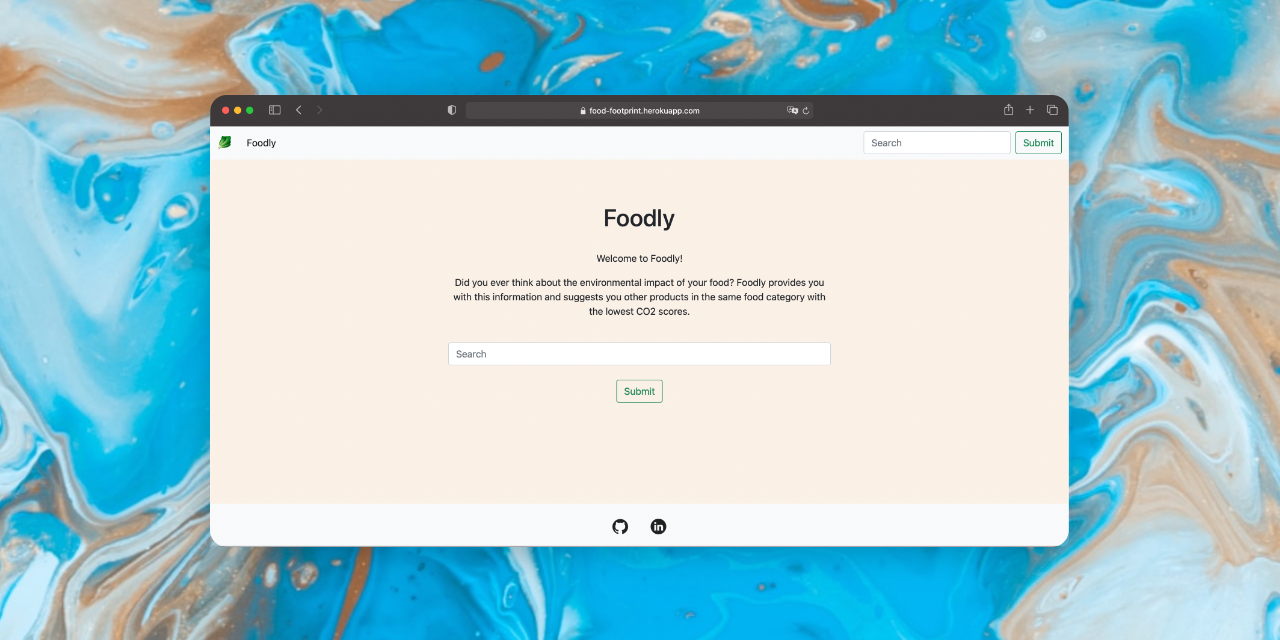 food-footprint.herokuapp.com
Foodly
Search
Submit
Foodly
Welcome to Foodly!
Did you ever think about the environmental impact of your food? Foodly provides you
with this information and suggests you other products in the same food category with
the lowest CO2 scores.
Search
Submit
in